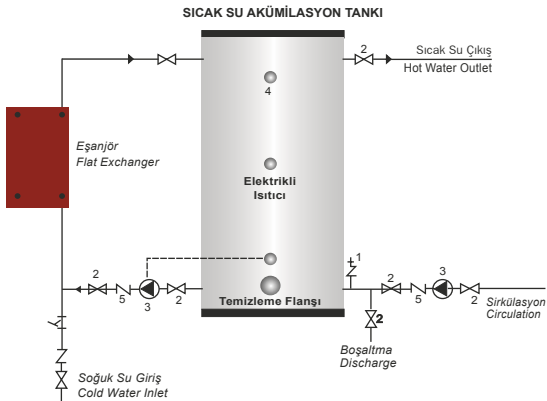 SICAK SU AKÜMİLASYON TANKI
2
Sıcak Su Çıkış
Hot Water Outlet
4
Eşanjör
Flat Exchanger
Elektrikli
Isıtıcı
1
2
5
3
2
Temizleme Flanşı
2
5
3
2
Sirkülasyon
Circulation
2
Boşaltma
Discharge
Soğuk Su Giriş
Cold Water Inlet